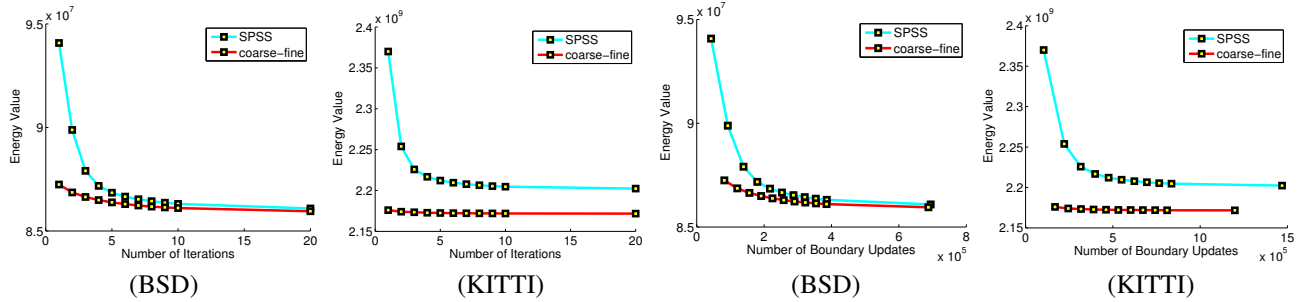 x 10^7
9.5
9
8.5
Energy Value
0 5 10 15 20
Number of Iterations
SPSS
coarse−fine
(BSD)
x 10^9
2.4
2.35
2.3
2.25
2.2
2.15
Energy Value
0 5 10 15 20
Number of Iterations
SPSS
coarse−fine
(KITTI)
x 10^7
9.5
9
8.5
Energy Value
0 2 4 6 8
Number of Boundary Updates
x 10^5
SPSS
coarse−fine
(BSD)
x 10^9
2.4
2.35
2.3
2.25
2.2
2.15
Energy Value
0 5 10 15
Number of Boundary Updates
x 10^5
SPSS
coarse−fine
(KITTI)